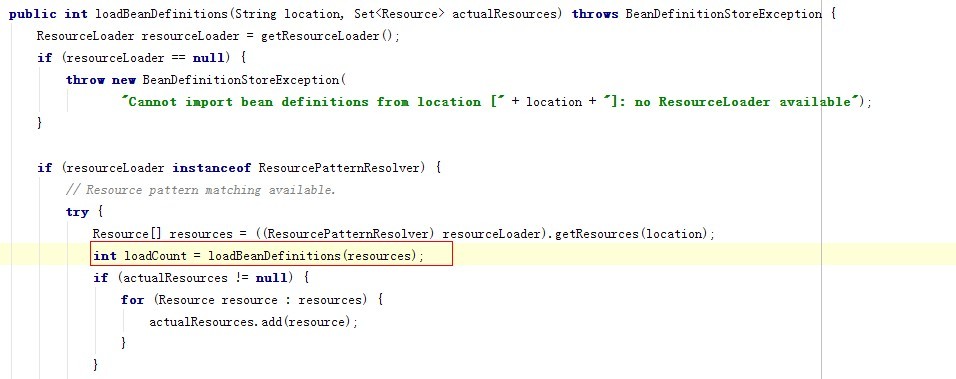 public int loadBeanDefinitions(String location, Set<Resource> actualResources) throws BeanDefinitionStoreException {
ResourceLoader resourceLoader = getResourceLoader();
if (resourceLoader == null) {
throw new BeanDefinitionStoreException(
"Cannot import bean definitions from location [" + location + "]: no ResourceLoader available");
}
if (resourceLoader instanceof ResourcePatternResolver) {
// Resource pattern matching available.
try {
Resource[] resources = ((ResourcePatternResolver) resourceLoader).getResources(location);
int loadCount = loadBeanDefinitions(resources);
if (actualResources != null) {
for (Resource resource : resources) {
actualResources.add(resource);
}
}